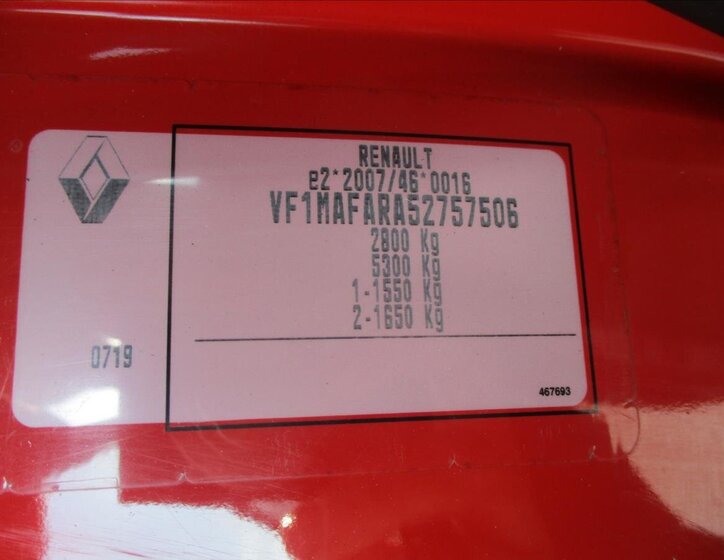 RENAULT
e2*2007/46*0016
VF1MAFARA52757506
2800 Kg
5300 Kg
1-1550 Kg
2-1650 Kg
0719
467693